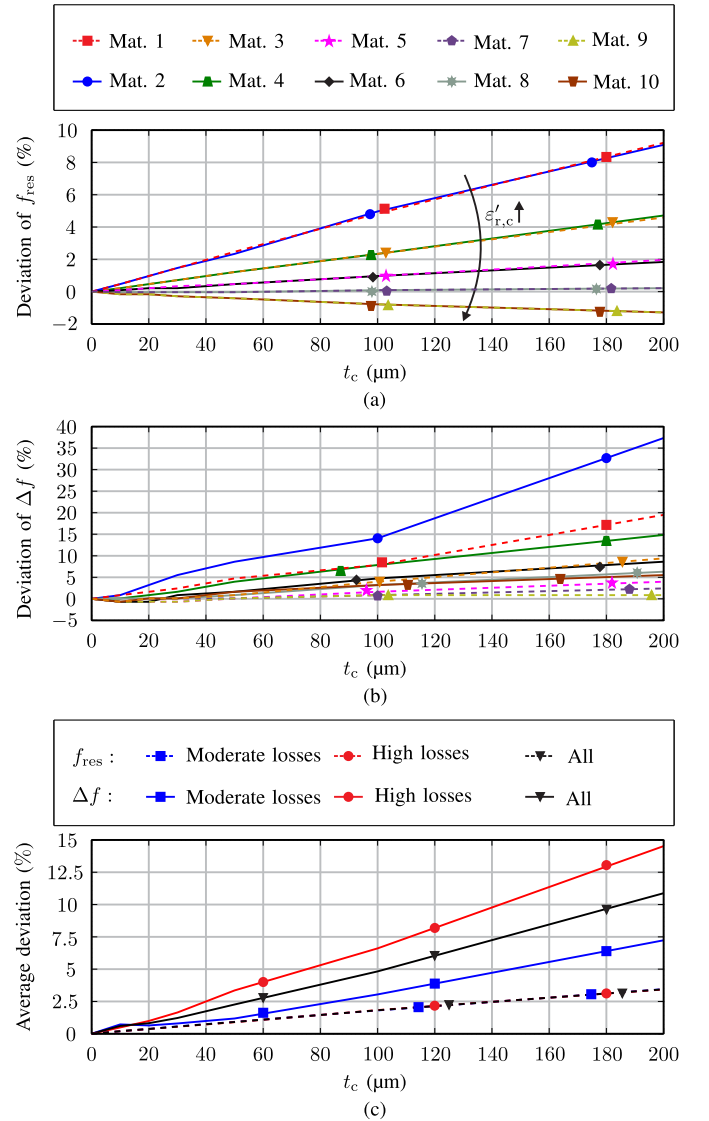 Mat. 1 Mat. 3 Mat. 5 Mat. 7 Mat. 9
Mat. 2 Mat. 4 Mat. 6 Mat. 8 Mat. 10
Deviation of f_res (%)
10
8
6
4
2
0
−2
ε′_r,c
0 20 40 60 80 100 120 140 160 180 200
t_c (µm)
(a)
Deviation of Δf (%)
40
35
30
25
20
15
10
5
0
−5
0 20 40 60 80 100 120 140 160 180 200
t_c (µm)
(b)
f_res : Moderate losses High losses All
Δf : Moderate losses High losses All
Average deviation (%)
15
12.5
10
7.5
5
2.5
0
0 20 40 60 80 100 120 140 160 180 200
t_c (µm)
(c)